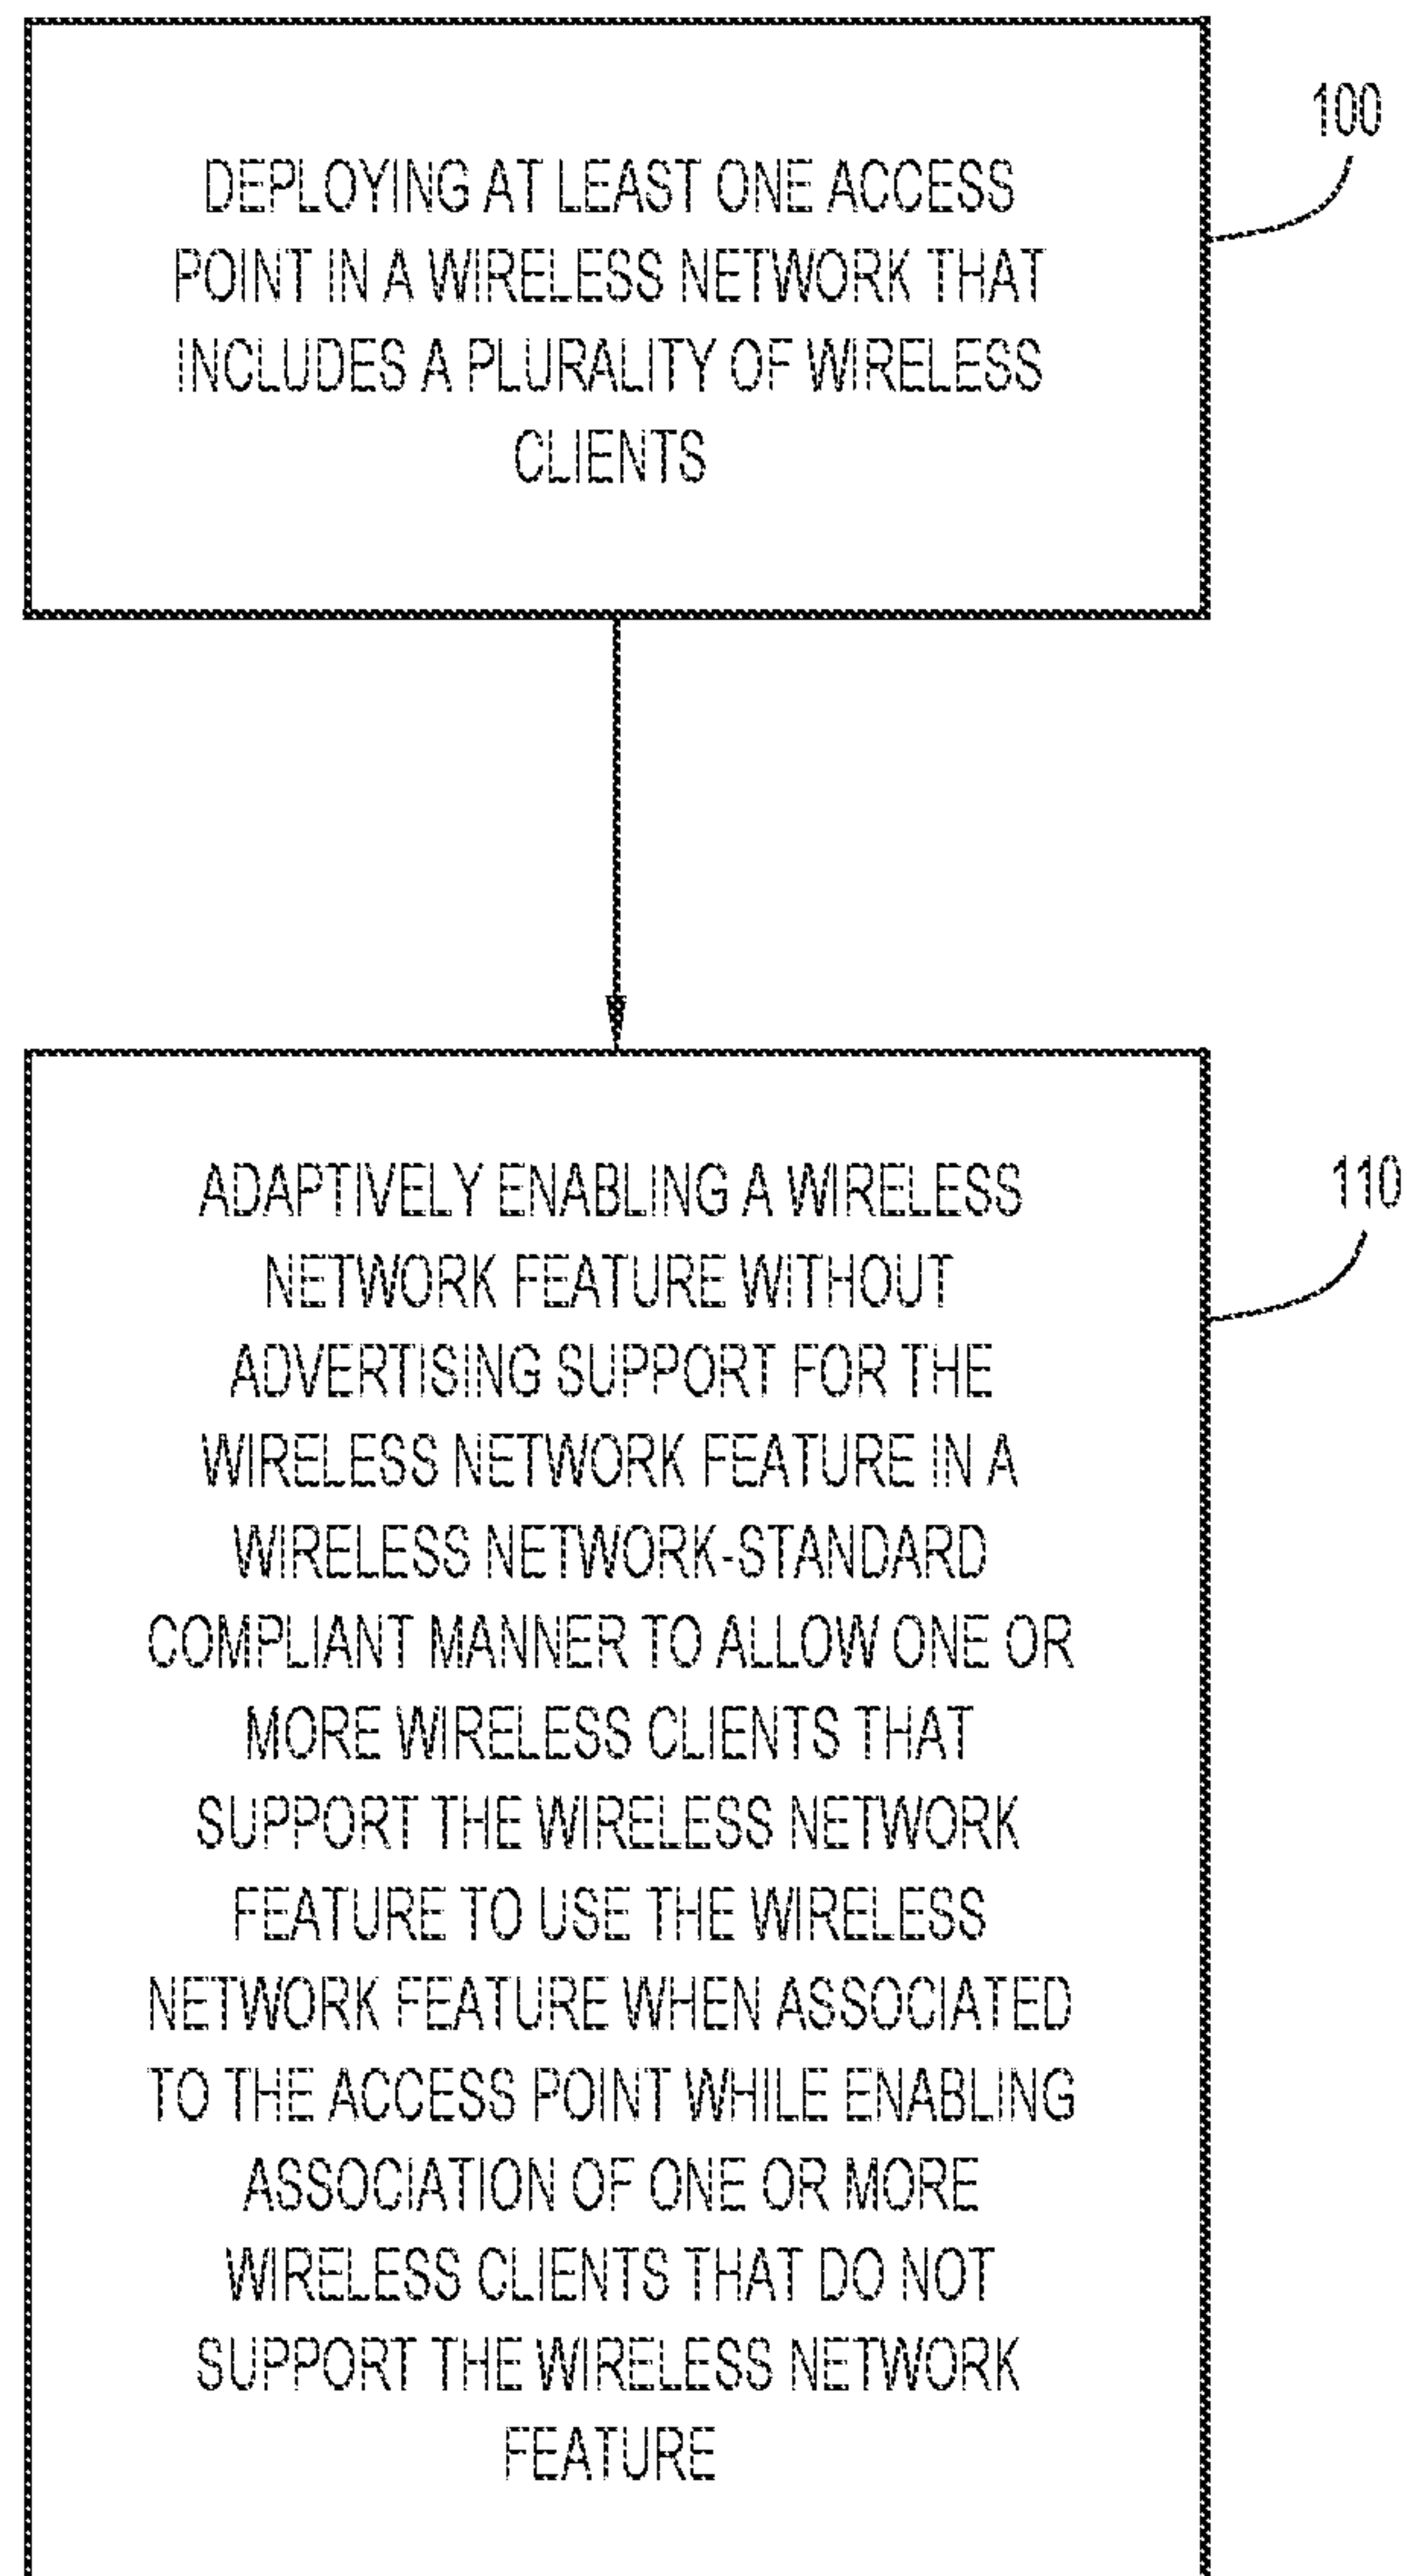 100
DEPLOYING AT LEAST ONE ACCESS
POINT IN A WIRELESS NETWORK THAT
INCLUDES A PLURALITY OF WIRELESS
CLIENTS
110
ADAPTIVELY ENABLING A WIRELESS
NETWORK FEATURE WITHOUT
ADVERTISING SUPPORT FOR THE
WIRELESS NETWORK FEATURE IN A
WIRELESS NETWORK-STANDARD
COMPLIANT MANNER TO ALLOW ONE OR
MORE WIRELESS CLIENTS THAT
SUPPORT THE WIRELESS NETWORK
FEATURE TO USE THE WIRELESS
NETWORK FEATURE WHEN ASSOCIATED
TO THE ACCESS POINT WHILE ENABLING
ASSOCIATION OF ONE OR MORE
WIRELESS CLIENTS THAT DO NOT
SUPPORT THE WIRELESS NETWORK
FEATURE